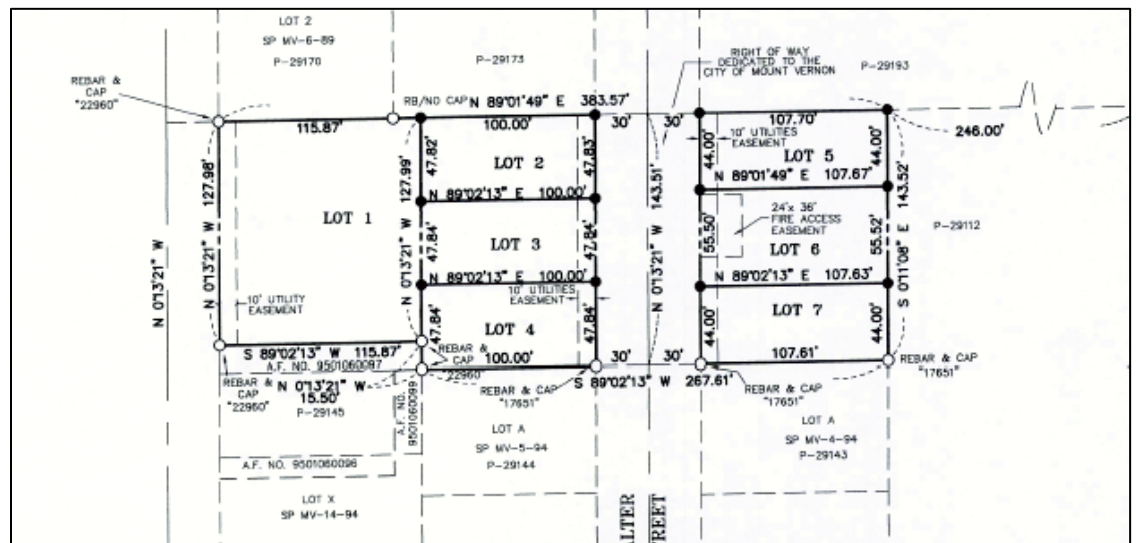 LOT 2
SP MV-6-89
P-29170
P-29173
RIGHT OF WAY
DEDICATED TO THE
CITY OF MOUNT VERNON
P-29193
REBAR &
CAP
"22960"
RB/NO CAP
N 89°01'49" E 383.57'
115.87'
100.00'
30'
30'
107.70'
246.00'
10' UTILITIES
EASEMENT
LOT 2
LOT 5
47.82'
47.83'
44.00'
44.00'
N 89°01'49" E 107.67'
N 89°02'13" E 100.00'
127.98'
N 0°13'21" W
127.99'
N 0°13'21" W
143.51'
N 0°13'21" W
143.52'
S 0°11'08" E
N 0°13'21" W
LOT 1
LOT 3
47.84'
47.84'
24'x 36'
FIRE ACCESS
EASEMENT
LOT 6
55.50'
55.52'
P-29112
N 89°02'13" E 100.00'
N 89°02'13" E 107.63'
10' UTILITIES
EASEMENT
10' UTILITY
EASEMENT
LOT 4
LOT 7
47.84'
47.84'
44.00'
44.00'
S 89°02'13" W 115.87'
A.F. NO. 9501060097
REBAR &
CAP
"22960"
100.00'
30'
30'
107.61'
REBAR & CAP
"17651"
REBAR &
CAP
"22960"
N 0°13'21" W
15.50'
P-29145
A.F. NO.
9501060099
REBAR & CAP
"17651"
S 89°02'13" W 267.61'
REBAR & CAP
"17651"
LOT A
SP MV-5-94
P-29144
LOT A
SP MV-4-94
P-29143
A.F. NO. 9501060096
LOT X
SP MV-14-94
ALTER
REET